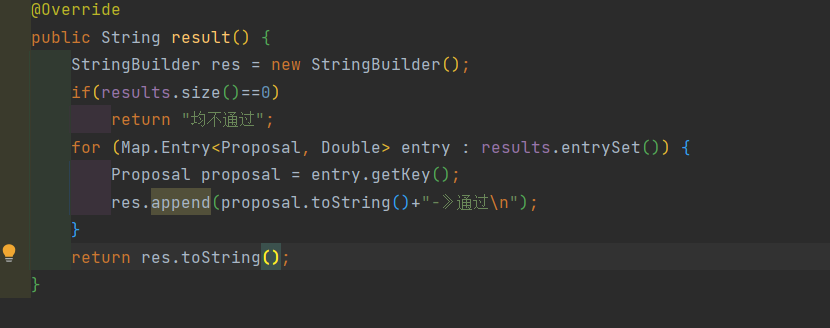 @Override
public String result() {
    StringBuilder res = new StringBuilder();
    if(results.size()==0)
        return "均不通过";
    for (Map.Entry<Proposal, Double> entry : results.entrySet()) {
        Proposal proposal = entry.getKey();
        res.append(proposal.toString()+"-》通过\n");
    }
    return res.toString();
}